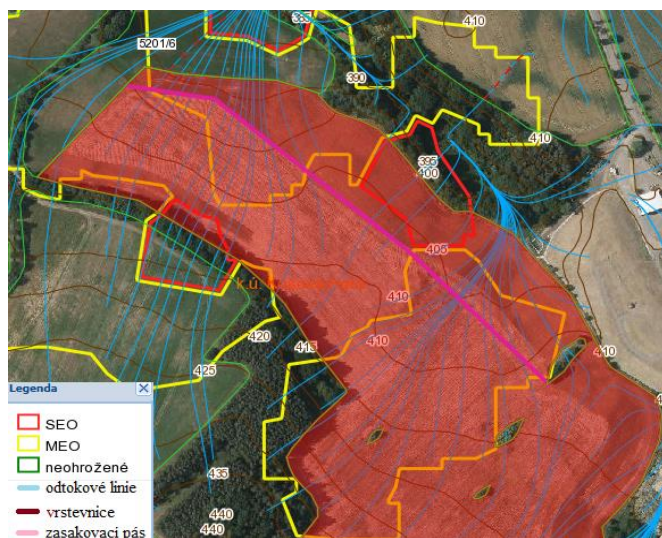 385
410
5201/6
390
410
395
400
405
k.ú.
410
420
415
410
410
425
Legenda
SEO
MEO
neohrožené
odtokové linie
vrstevnice
zasakovací pás
435
440
440